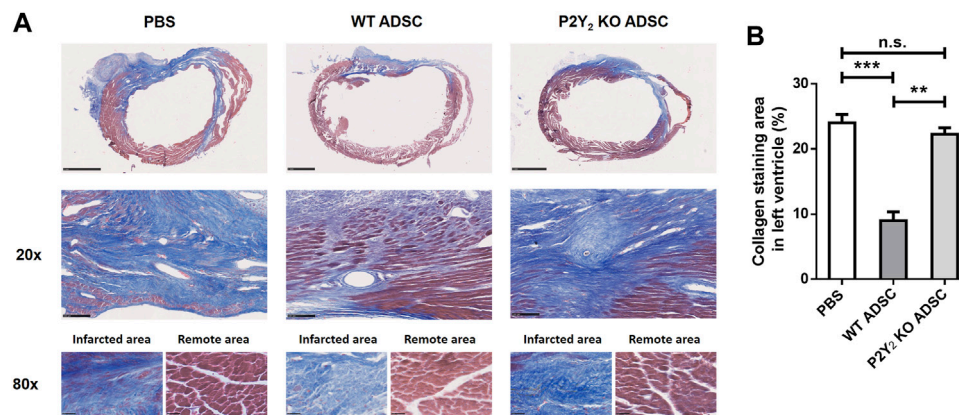 A
PBS
WT ADSC
P2Y₂ KO ADSC
20x
Infarcted area
Remote area
Infarcted area
Remote area
Infarcted area
Remote area
80x
B
n.s.
***
**
Collagen staining area
in left ventricle (%)
30
20
10
0
PBS
WT ADSC
P2Y₂ KO ADSC